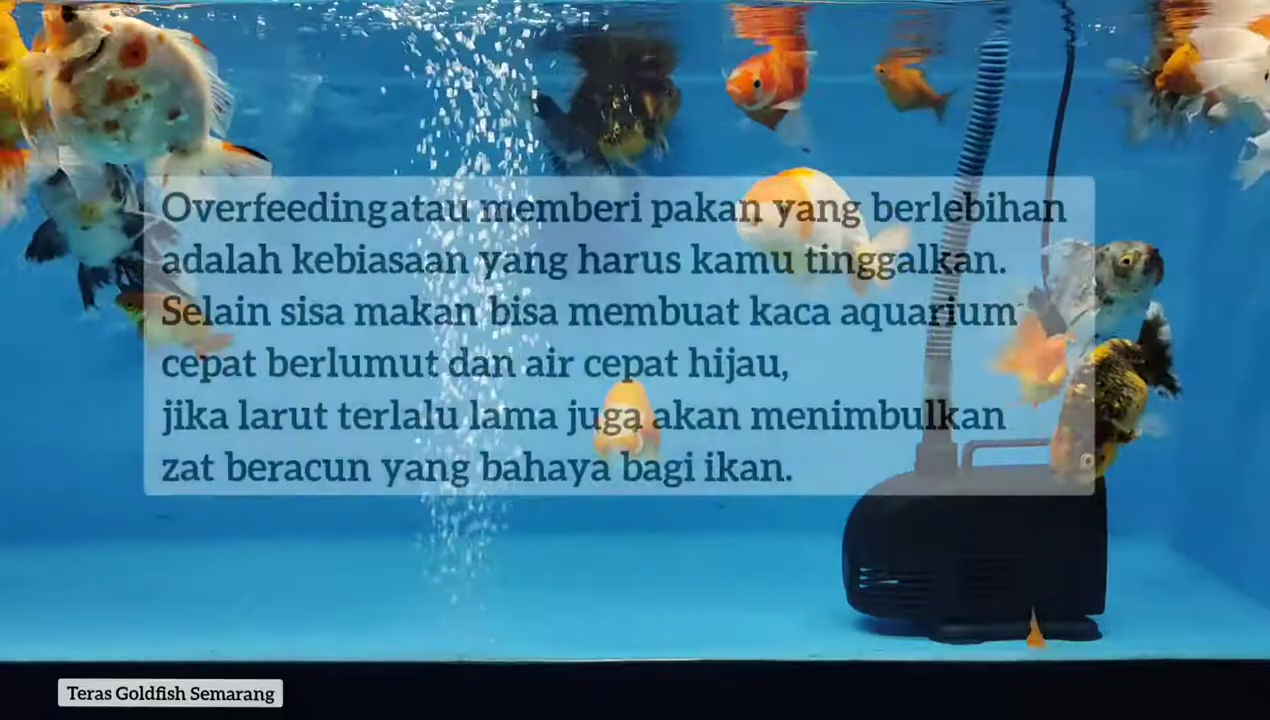 Overfeeding atau memberi pakan yang berlebihan
adalah kebiasaan yang harus kamu tinggalkan.
Selain sisa makan bisa membuat kaca aquarium
cepat berlumut dan air cepat hijau,
jika larut terlalu lama juga akan menimbulkan
zat beracun yang bahaya bagi ikan.
Teras Goldfish Semarang